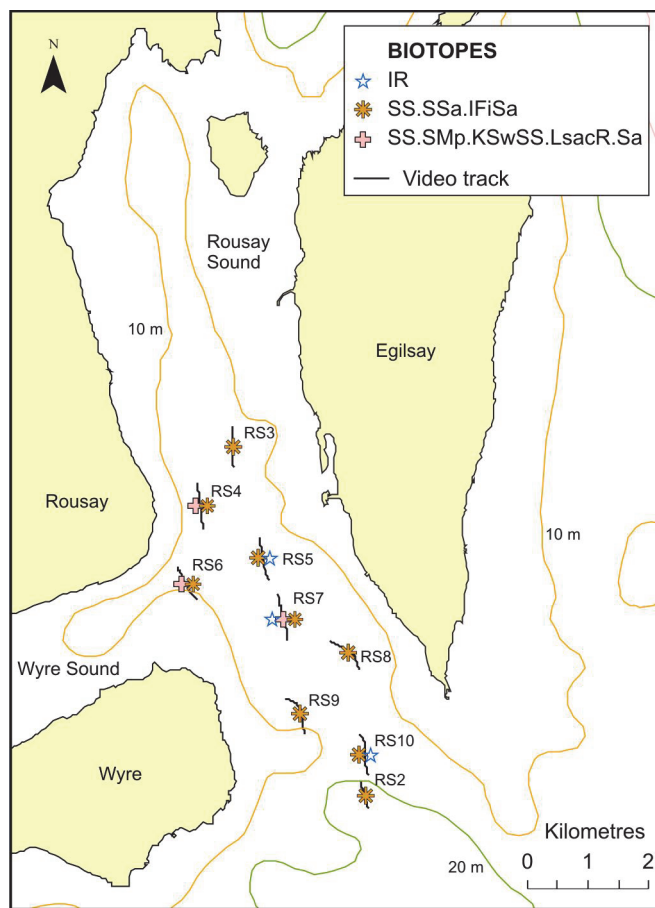 N
BIOTOPES
IR
SS.SSa.IFiSa
SS.SMp.KSwSS.LsacR.Sa
Video track
Rousay
Sound
10 m
Egilsay
RS3
Rousay
RS4
10 m
RS5
RS6
RS7
Wyre Sound
RS8
RS9
RS10
Wyre
RS2
Kilometres
20 m
0 1 2